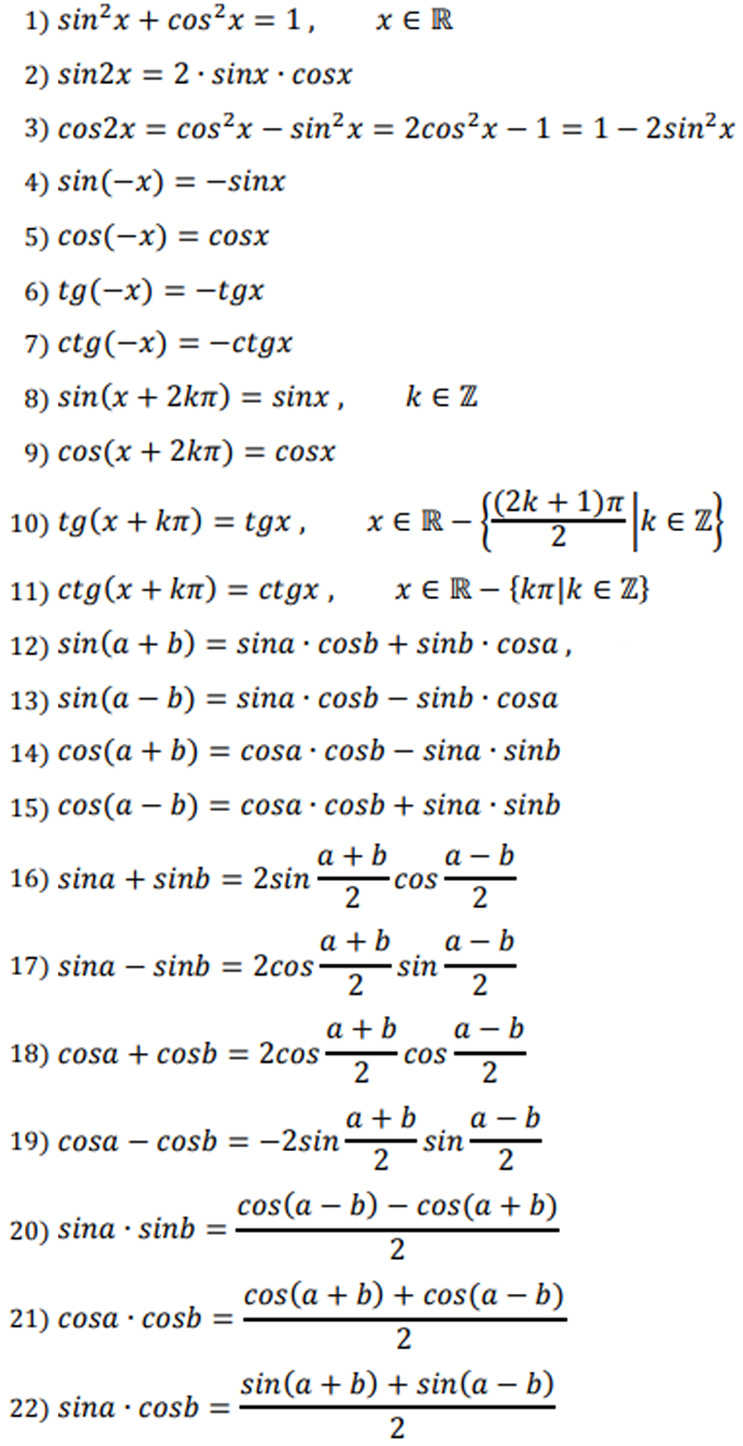 1) sin²x + cos²x = 1 , x ∈ ℝ
2) sin2x = 2 · sinx · cosx
3) cos2x = cos²x − sin²x = 2cos²x − 1 = 1 − 2sin²x
4) sin(−x) = −sinx
5) cos(−x) = cosx
6) tg(−x) = −tgx
7) ctg(−x) = −ctgx
8) sin(x + 2kπ) = sinx , k ∈ ℤ
9) cos(x + 2kπ) = cosx
10) tg(x + kπ) = tgx , x ∈ ℝ − {((2k + 1)π / 2 | k ∈ ℤ}
11) ctg(x + kπ) = ctgx , x ∈ ℝ − {kπ|k ∈ ℤ}
12) sin(a + b) = sina · cosb + sinb · cosa ,
13) sin(a − b) = sina · cosb − sinb · cosa
14) cos(a + b) = cosa · cosb − sina · sinb
15) cos(a − b) = cosa · cosb + sina · sinb
16) sina + sinb = 2sin (a + b)/2 cos (a − b)/2
17) sina − sinb = 2cos (a + b)/2 sin (a − b)/2
18) cosa + cosb = 2cos (a + b)/2 cos (a − b)/2
19) cosa − cosb = −2sin (a + b)/2 sin (a − b)/2
20) sina · sinb = (cos(a − b) − cos(a + b))/2
21) cosa · cosb = (cos(a + b) + cos(a − b))/2
22) sina · cosb = (sin(a + b) + sin(a − b))/2